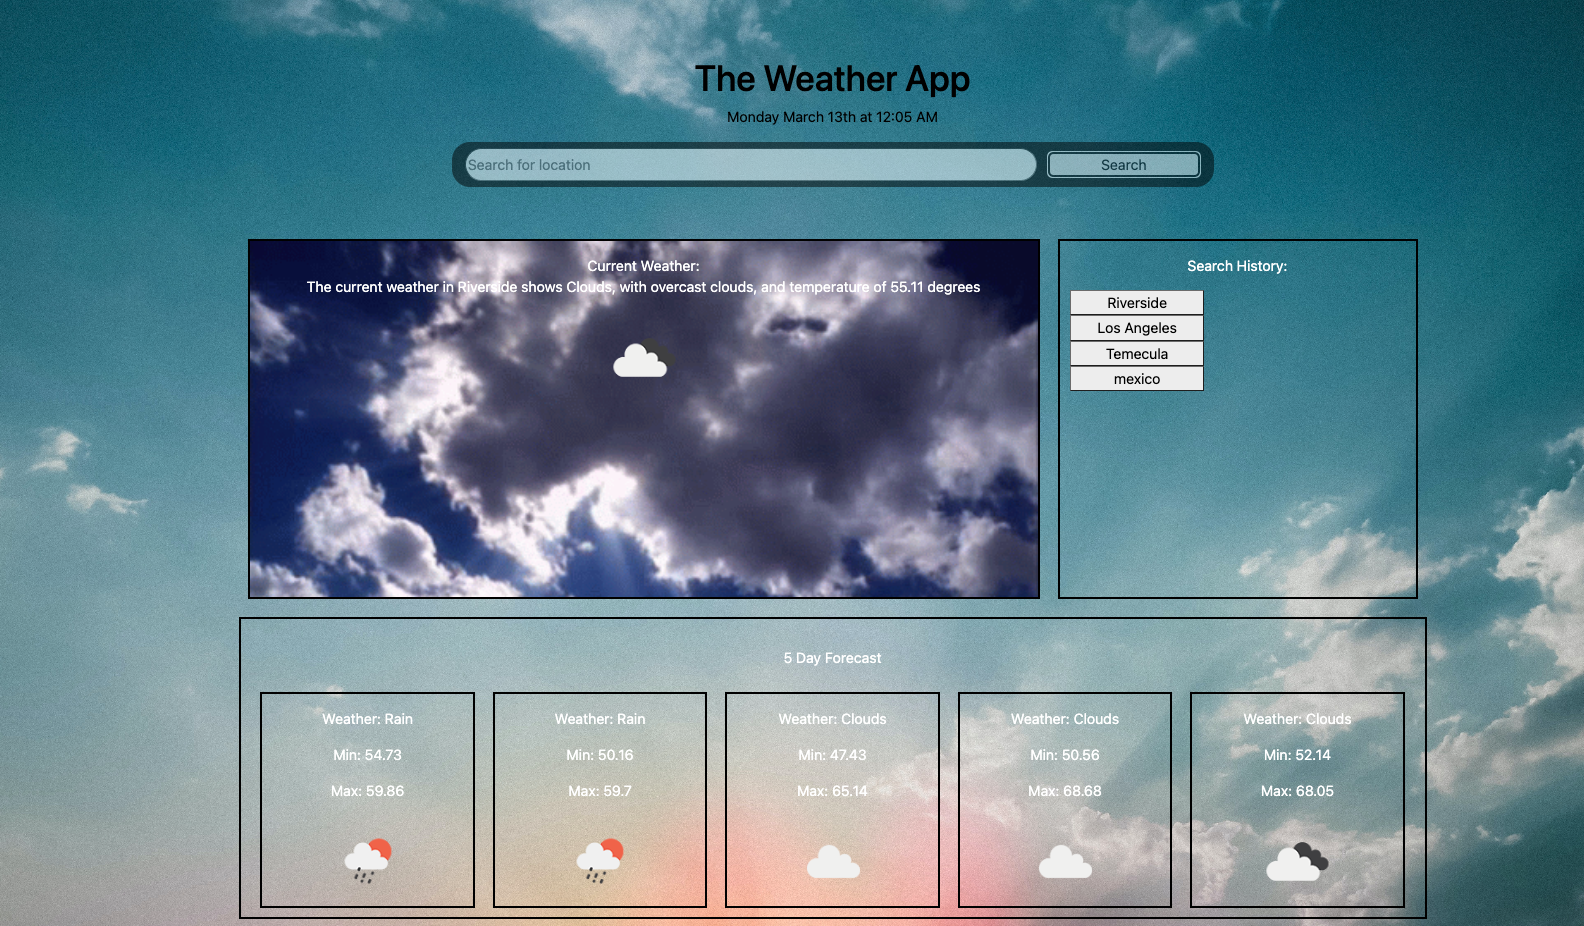 The Weather App
Monday March 13th at 12:05 AM
Search for location
Search
Current Weather:
The current weather in Riverside shows Clouds, with overcast clouds, and temperature of 55.11 degrees
Search History:
Riverside
Los Angeles
Temecula
mexico
5 Day Forecast
Weather: Rain
Min: 54.73
Max: 59.86
Weather: Rain
Min: 50.16
Max: 59.7
Weather: Clouds
Min: 47.43
Max: 65.14
Weather: Clouds
Min: 50.56
Max: 68.68
Weather: Clouds
Min: 52.14
Max: 68.05